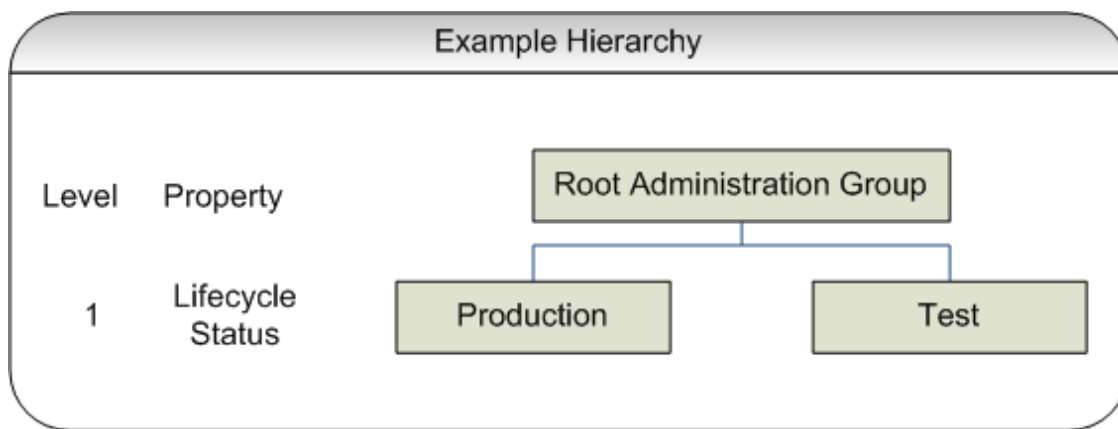 Example Hierarchy
Level Property Root Administration Group
1 Lifecycle Status Production Test